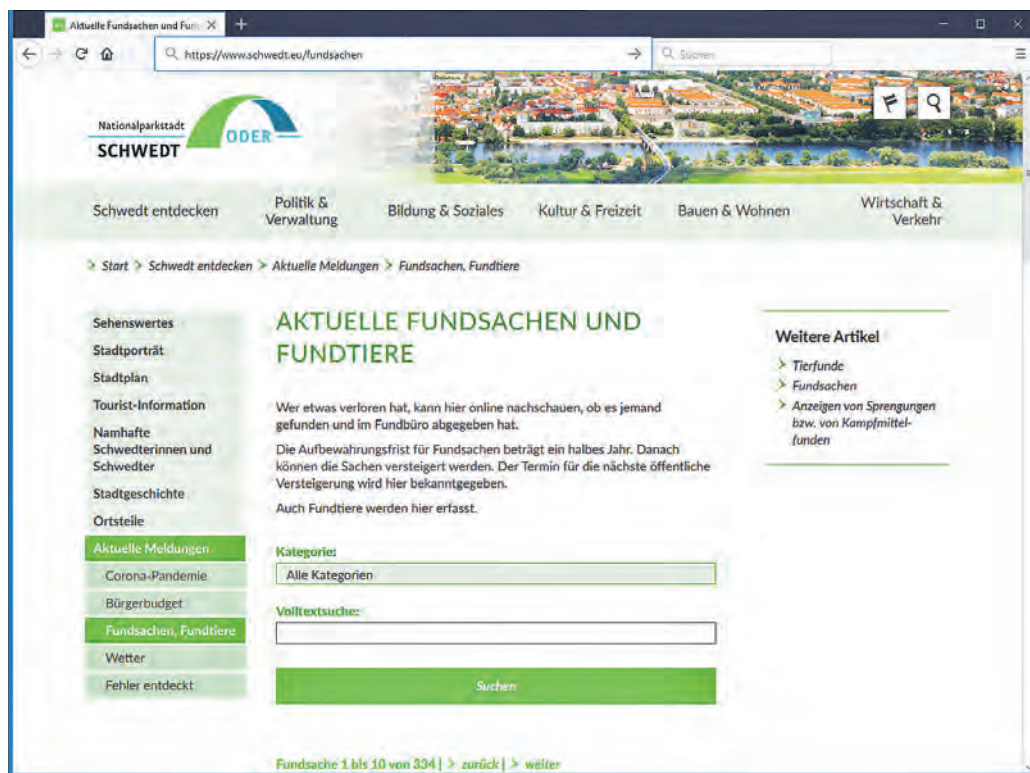 Aktuelle Fundsachen und Fun
https://www.schwedt.eu/fundsachen
Suchen
Nationalparkstadt
SCHWEDT
ODER
Schwedt entdecken
Politik &
Verwaltung
Bildung & Soziales
Kultur & Freizeit
Bauen & Wohnen
Wirtschaft &
Verkehr
> Start > Schwedt entdecken > Aktuelle Meldungen > Fundsachen, Fundtiere
Sehenswertes
Stadtporträt
Stadtplan
Tourist-Information
Namhafte
Schwedterinnen und
Schwedter
Stadtgeschichte
Ortsteile
Aktuelle Meldungen
Corona-Pandemie
Bürgerbudget
Fundsachen, Fundtiere
Wetter
Fehler entdeckt
AKTUELLE FUNDSACHEN UND
FUNDTIERE
Wer etwas verloren hat, kann hier online nachschauen, ob es jemand
gefunden und im Fundbüro abgegeben hat.
Die Aufbewahrungsfrist für Fundsachen beträgt ein halbes Jahr. Danach
können die Sachen versteigert werden. Der Termin für die nächste öffentliche
Versteigerung wird hier bekanntgegeben.
Auch Fundtiere werden hier erfasst.
Kategorie:
Alle Kategorien
Volltextsuche:
Suchen
Fundsache 1 bis 10 von 334 | > zurück | > weiter
Weitere Artikel
> Tierfunde
> Fundsachen
> Anzeigen von Sprengungen
bzw. von Kampfmittel-
funden